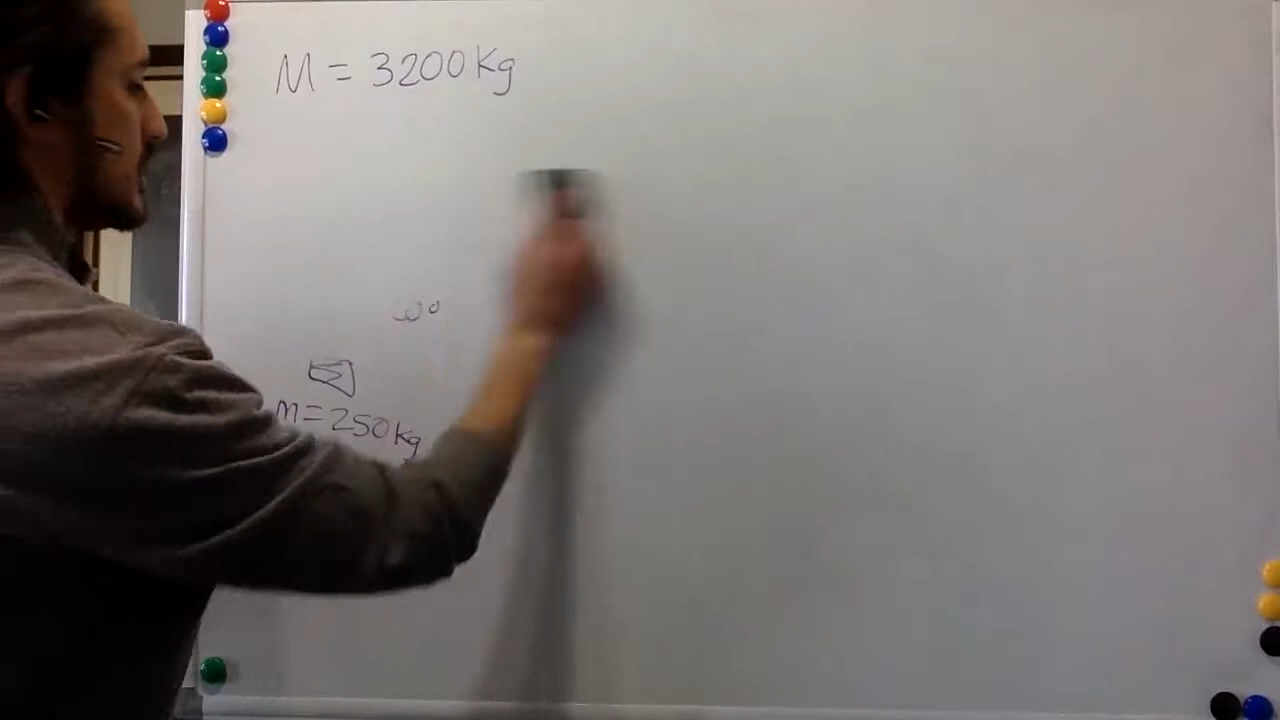 M = 3200 Kg
m = 250 kg